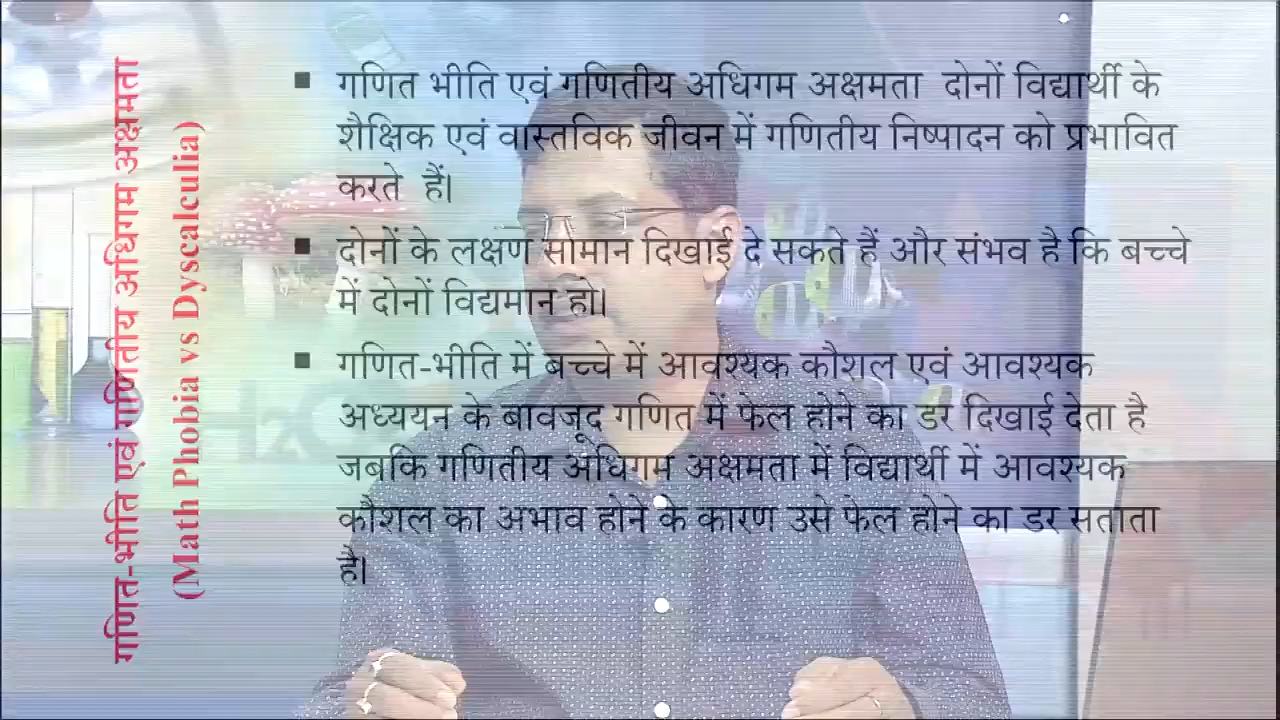 गणित-भीति एवं गणितीय अधिगम अक्षमता
(Math Phobia vs Dyscalculia)
▪ गणित भीति एवं गणितीय अधिगम अक्षमता दोनों विद्यार्थी के
शैक्षिक एवं वास्तविक जीवन में गणितीय निष्पादन को प्रभावित
करते हैं।
▪ दोनों के लक्षण सामान दिखाई दे सकते हैं और संभव है कि बच्चे
में दोनों विद्यमान हो।
▪ गणित-भीति में बच्चे में आवश्यक कौशल एवं आवश्यक
अध्ययन के बावजूद गणित में फेल होने का डर दिखाई देता है
जबकि गणितीय अधिगम अक्षमता में विद्यार्थी में आवश्यक
कौशल का अभाव होने के कारण उसे फेल होने का डर सताता
है।